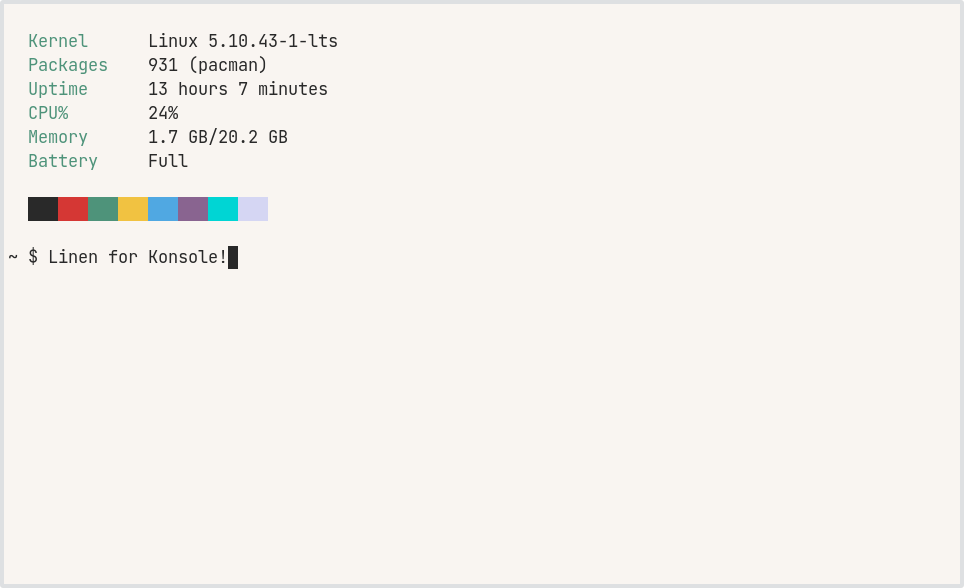 Kernel Linux 5.10.43-1-lts
Packages 931 (pacman)
Uptime 13 hours 7 minutes
CPU% 24%
Memory 1.7 GB/20.2 GB
Battery Full
~ $ Linen for Konsole!